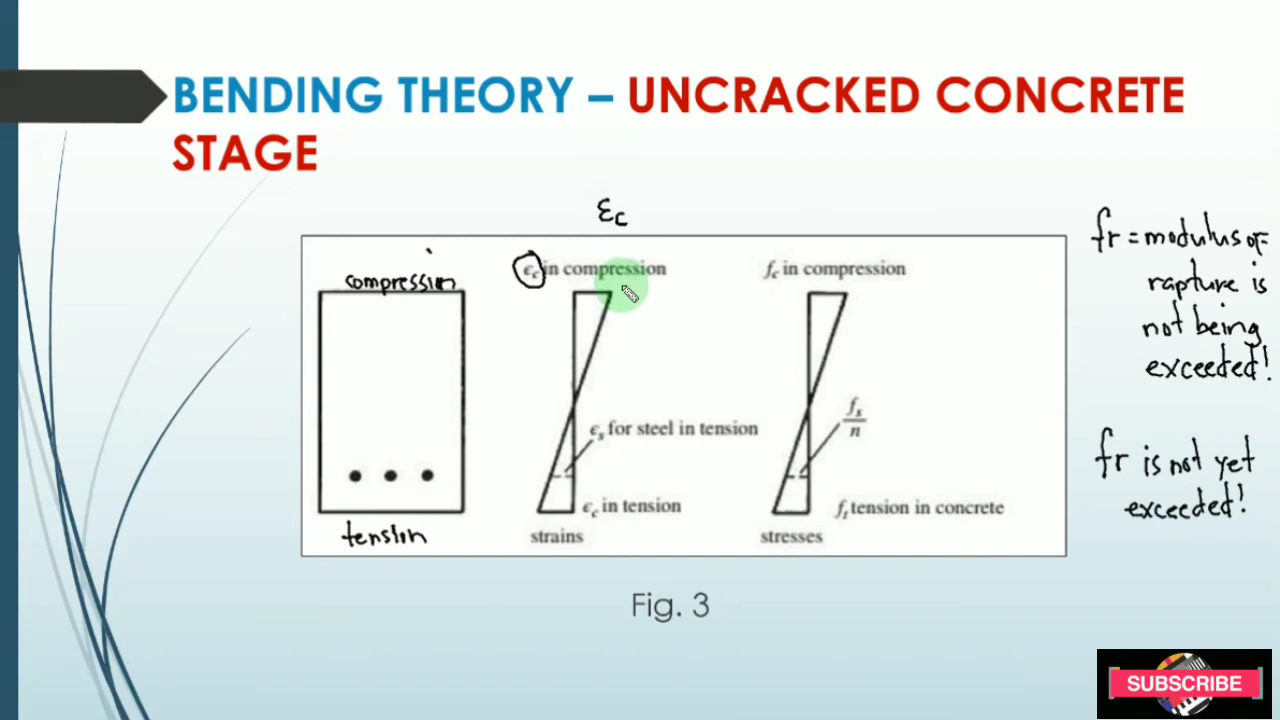 BENDING THEORY – UNCRACKED CONCRETE
STAGE
εc
compression
ϵc in compression
fc in compression
ϵs for steel in tension
fs
n
ϵc in tension
ft tension in concrete
tension
strains
stresses
fr = modulus of
rapture is
not being
exceeded!
fr is not yet
exceeded!
Fig. 3
SUBSCRIBE